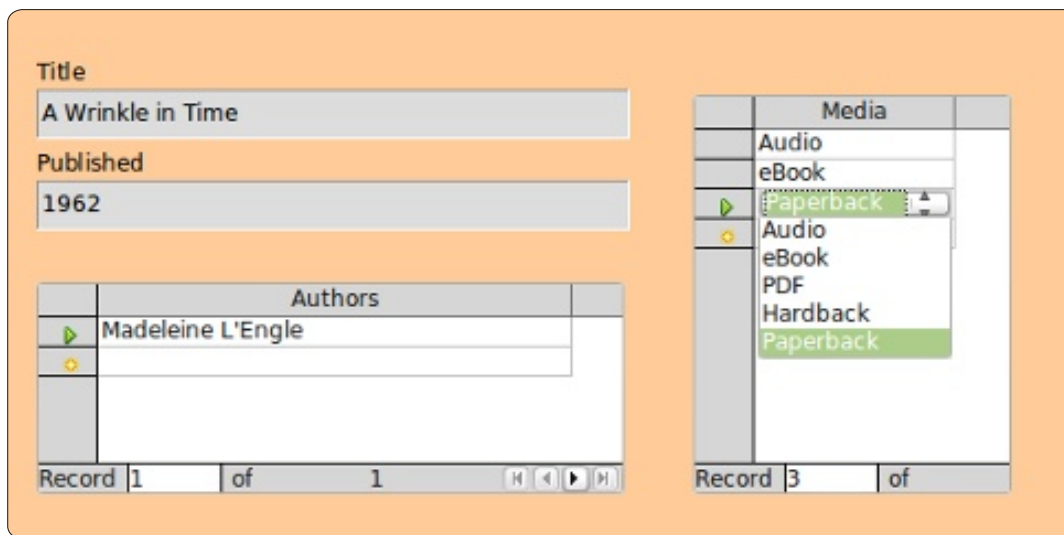 Title
A Wrinkle in Time
Published
1962
Authors
Madeleine L'Engle
Record 1 of 1
Media
Audio
eBook
Paperback
Audio
eBook
PDF
Hardback
Paperback
Record 3 of